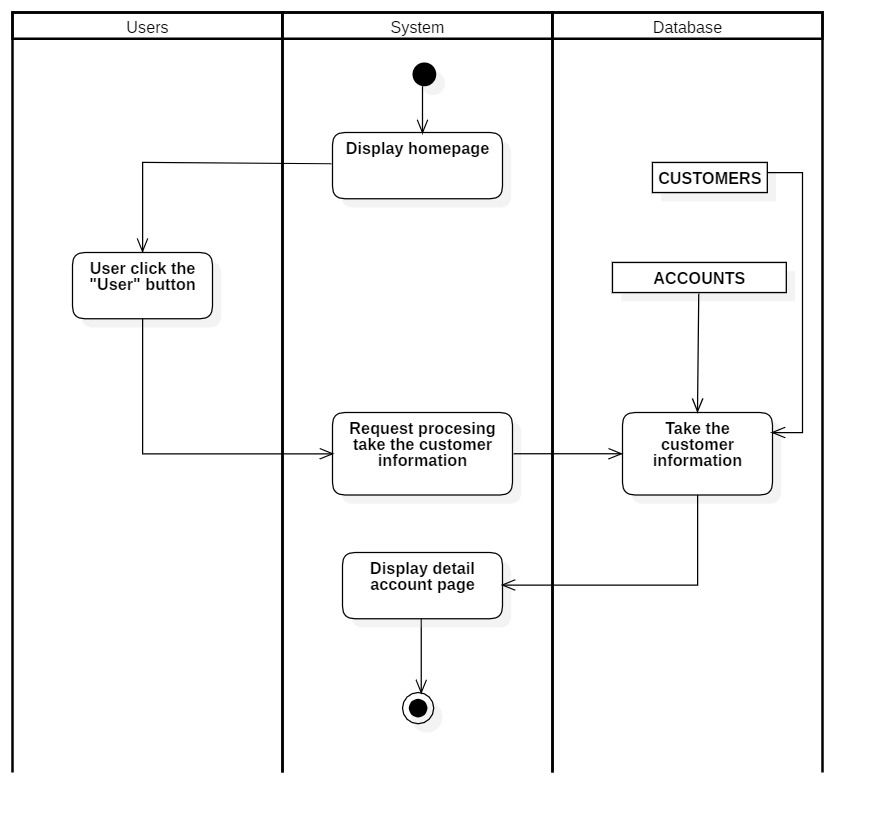 Users
System
Database
Display homepage
CUSTOMERS
User click the
"User" button
ACCOUNTS
Request procesing
take the customer
information
Take the
customer
information
Display detail
account page